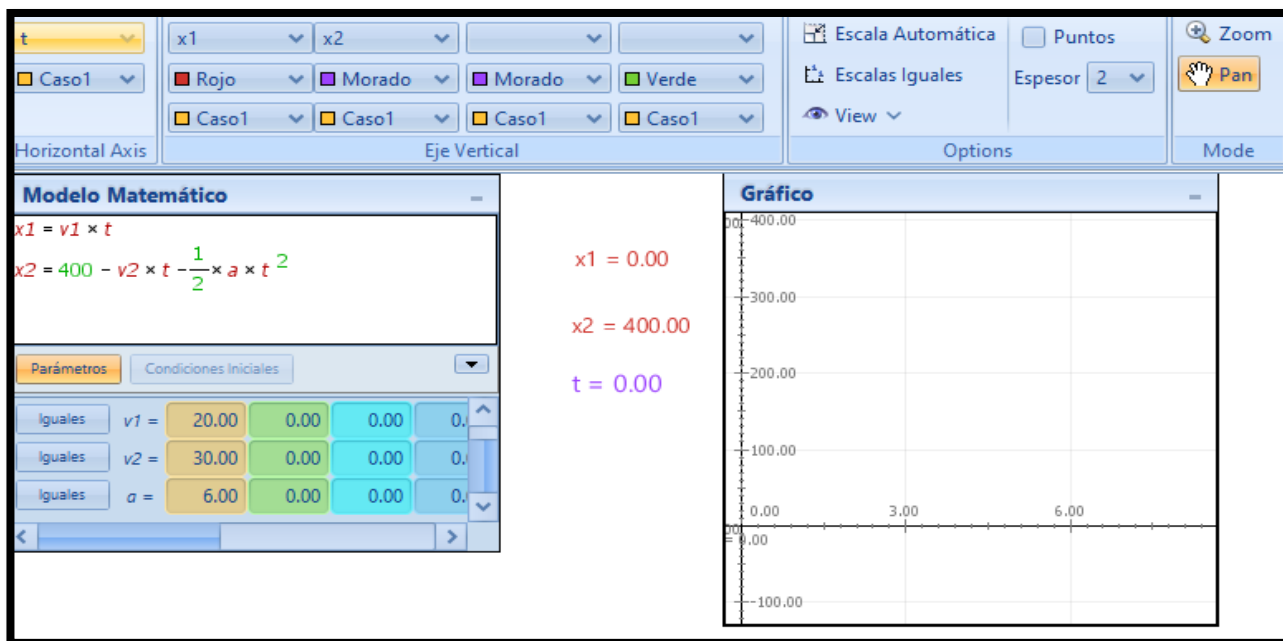 t x1 x2 Escala Automática Puntos Zoom
Caso1 Rojo Morado Morado Verde Escalas Iguales Espesor 2 Pan
Caso1 Caso1 Caso1 Caso1 View
Horizontal Axis Eje Vertical Options Mode
Modelo Matemático
x1 = v1 × t
x2 = 400 - v2 × t - 1/2 × a × t 2
Parámetros Condiciones Iniciales
Iguales v1 = 20.00 0.00 0.00 0.
Iguales v2 = 30.00 0.00 0.00 0.
Iguales a = 6.00 0.00 0.00 0.
x1 = 0.00
x2 = 400.00
t = 0.00
Gráfico
400.00
300.00
200.00
100.00
0.00 3.00 6.00
= 0.00
-100.00